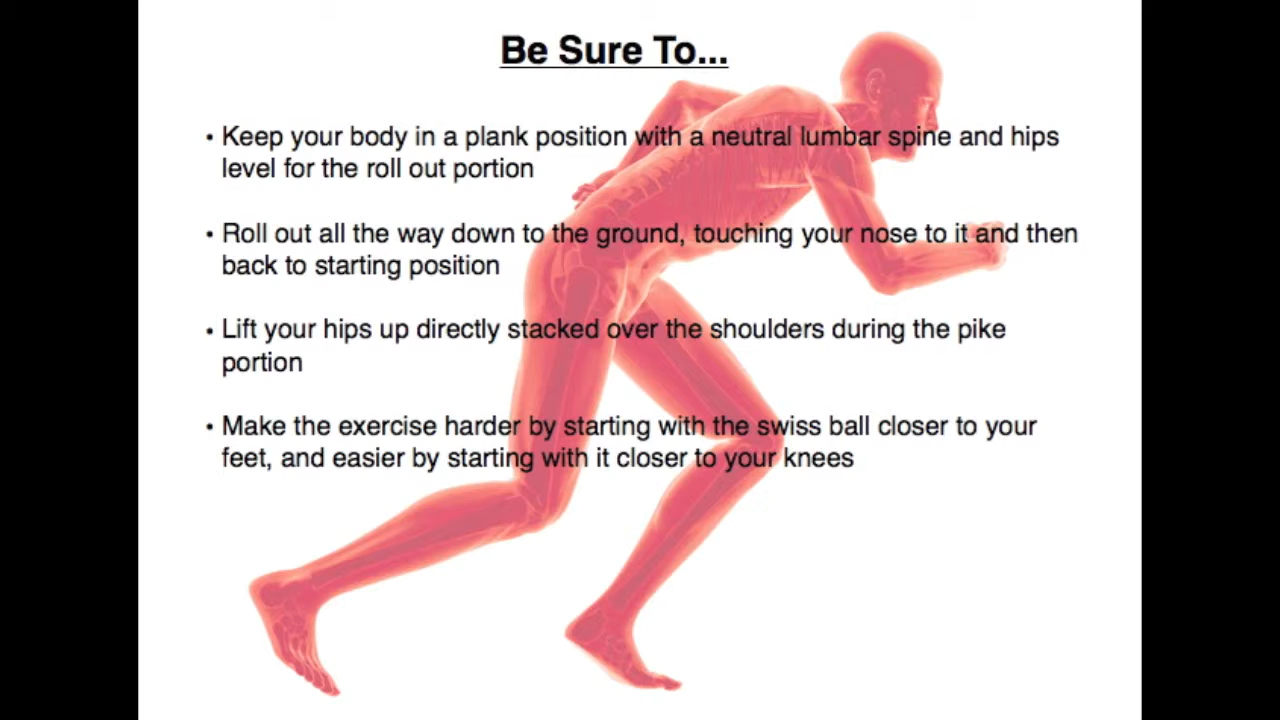 Be Sure To...
• Keep your body in a plank position with a neutral lumbar spine and hips
level for the roll out portion
• Roll out all the way down to the ground, touching your nose to it and then
back to starting position
• Lift your hips up directly stacked over the shoulders during the pike
portion
• Make the exercise harder by starting with the swiss ball closer to your
feet, and easier by starting with it closer to your knees